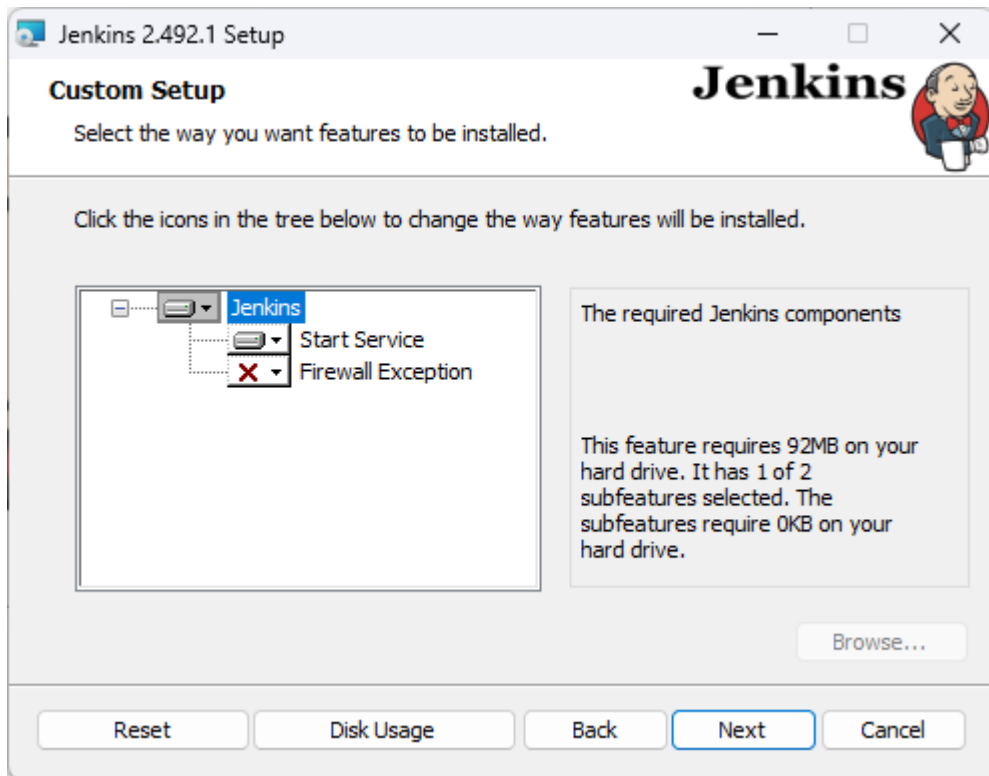 Jenkins 2.492.1 Setup
Custom Setup
Jenkins
Select the way you want features to be installed.
Click the icons in the tree below to change the way features will be installed.
Jenkins
Start Service
Firewall Exception
The required Jenkins components
This feature requires 92MB on your
hard drive. It has 1 of 2
subfeatures selected. The
subfeatures require 0KB on your
hard drive.
Browse...
Reset
Disk Usage
Back
Next
Cancel